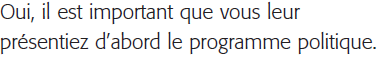 Oui, il est important que vous leur
présentiez d’abord le programme politique.